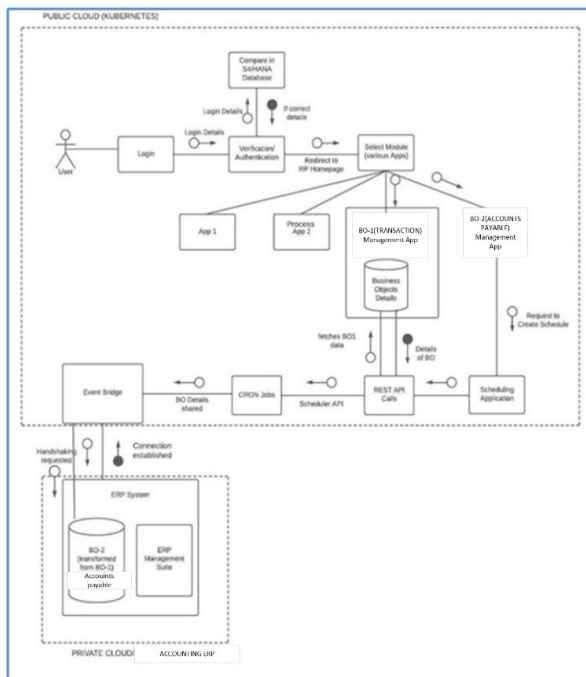 PUBLIC CLOUD (KUBERNETES)
Compare in
S4/HANA
Database
Login Details
If correct
details
Login Details
User
Login
Verification/
Authentication
Redirect to
RP Homepage
Select Module
(various Apps)
App 1
Process
App 2
BO-1(TRANSACTION)
Management App
BO-2(ACCOUNTS
PAYABLE)
Management
App
Business
Objects
Details
fetches BO1
data
Details
of BO
Request to
Create Schedule
Event Bridge
BO Details
shared
CRON Jobs
Scheduler API
REST API
Calls
Scheduling
Application
Handshaking
requested
Connection
established
ERP System
BO-2
(transformed
from BO-1)
Accounts
payable
ERP
Management
Suite
PRIVATE CLOUD/ ACCOUNTING ERP